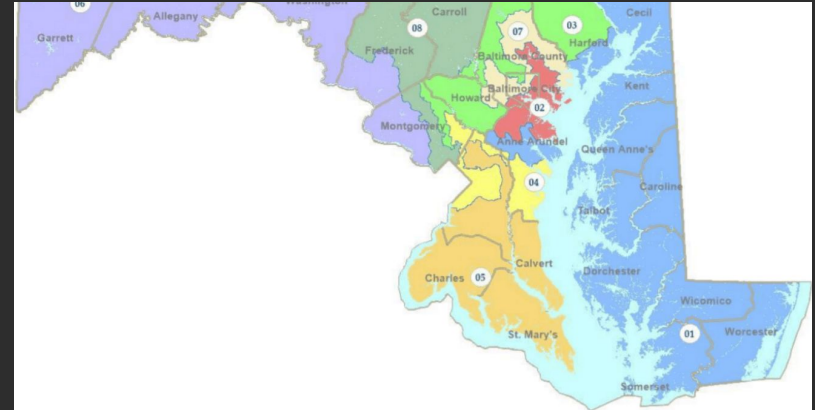 06
Washington
Carroll
Cecil
Allegany
08
07
03
Garrett
Frederick
Harford
Baltimore County
Kent
Baltimore City
Howard
02
Montgomery
Anne Arundel
Queen Anne's
04
Caroline
Talbot
Calvert
Charles
05
Dorchester
Wicomico
St. Mary's
01
Worcester
Somerset